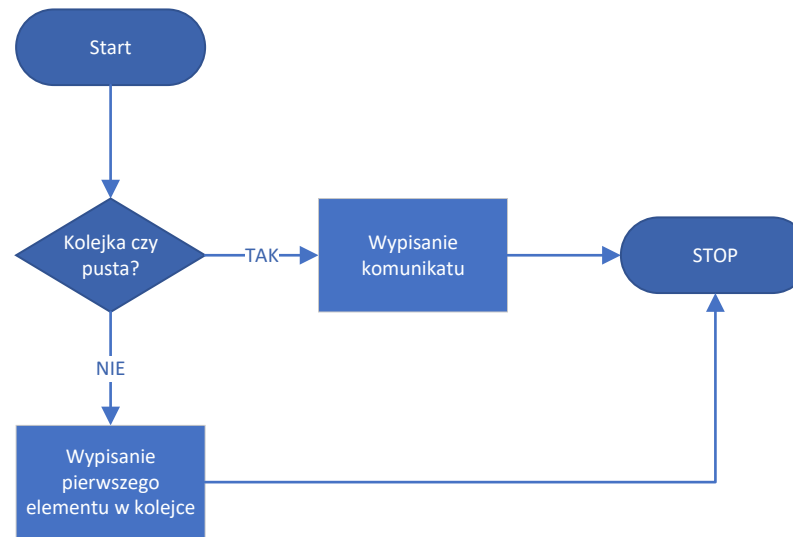 Start
Kolejka czy
pusta?
TAK
Wypisanie
komunikatu
STOP
NIE
Wypisanie
pierwszego
elementu w kolejce